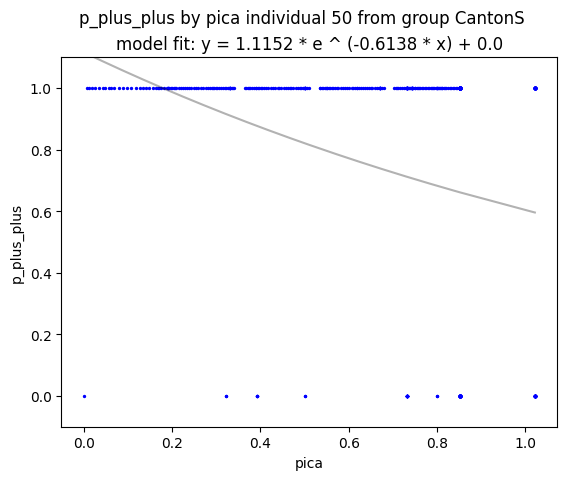 p_plus_plus by pica individual 50 from group CantonS
model fit: y = 1.1152 * e ^ (-0.6138 * x) + 0.0
1.0
0.8
0.6
0.4
0.2
0.0
p_plus_plus
0.0 0.2 0.4 0.6 0.8 1.0
pica